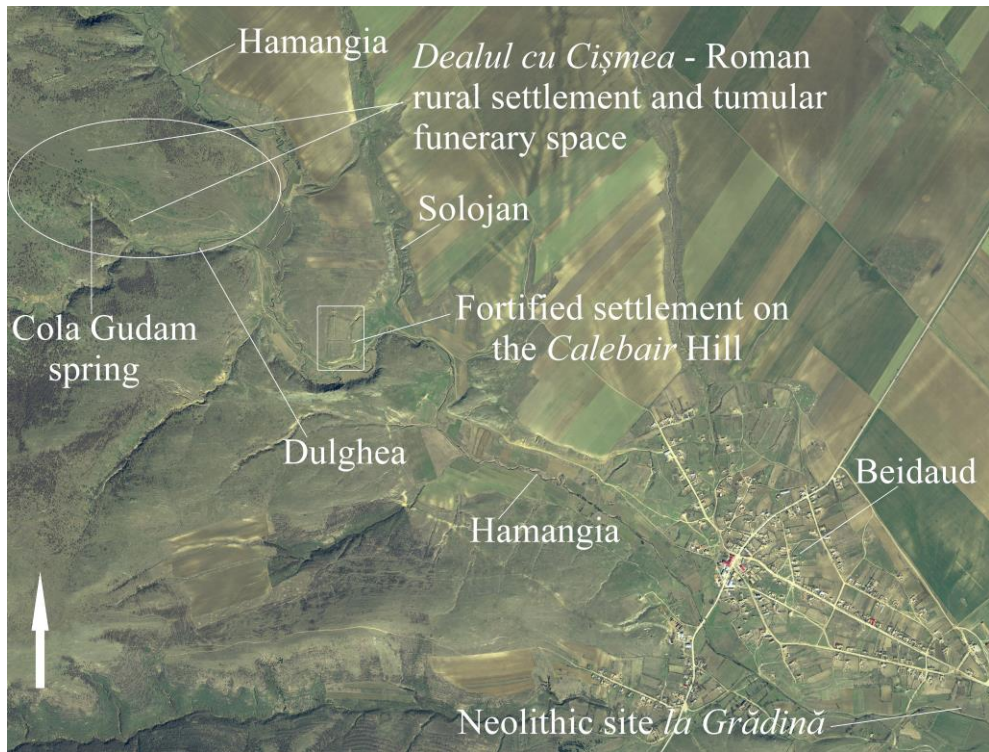 Hamangia
Dealul cu Cișmea - Roman
rural settlement and tumular
funerary space
Solojan
Cola Gudam
spring
Fortified settlement on
the Calebair Hill
Dulghea
Beidaud
Hamangia
Neolithic site la Grădină